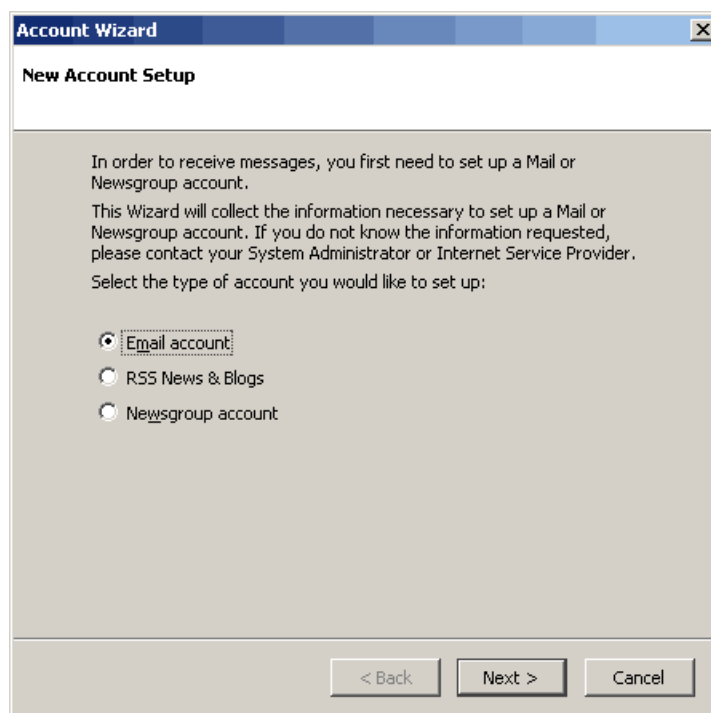 Account Wizard
New Account Setup
In order to receive messages, you first need to set up a Mail or
Newsgroup account.
This Wizard will collect the information necessary to set up a Mail or
Newsgroup account. If you do not know the information requested,
please contact your System Administrator or Internet Service Provider.
Select the type of account you would like to set up:
Email account
RSS News & Blogs
Newsgroup account
< Back Next > Cancel